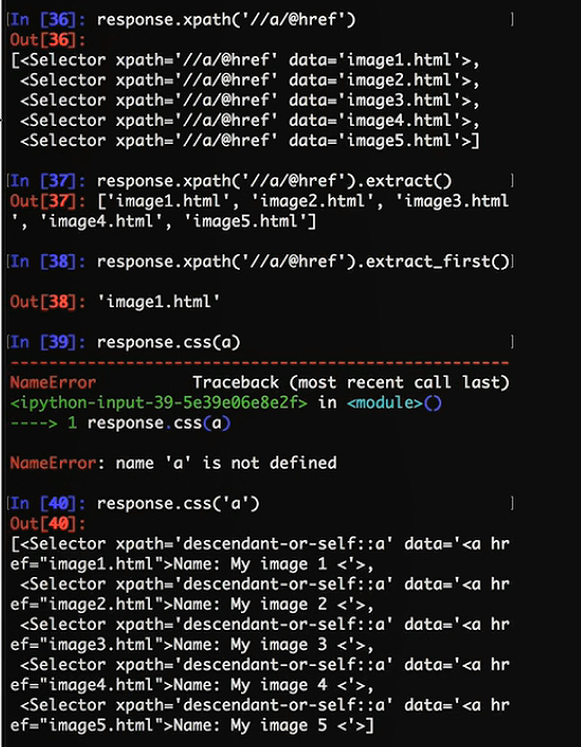 In [36]: response.xpath('//a/@href')
Out[36]:
[<Selector xpath='//a/@href' data='image1.html'>,
 <Selector xpath='//a/@href' data='image2.html'>,
 <Selector xpath='//a/@href' data='image3.html'>,
 <Selector xpath='//a/@href' data='image4.html'>,
 <Selector xpath='//a/@href' data='image5.html'>]
In [37]: response.xpath('//a/@href').extract()
Out[37]: ['image1.html', 'image2.html', 'image3.html
', 'image4.html', 'image5.html']
In [38]: response.xpath('//a/@href').extract_first()
Out[38]: 'image1.html'
In [39]: response.css(a)
---------------------------------------------------
NameError         Traceback (most recent call last)
<ipython-input-39-5e39e06e8e2f> in <module>()
----> 1 response.css(a)
NameError: name 'a' is not defined
In [40]: response.css('a')
Out[40]:
[<Selector xpath='descendant-or-self::a' data='<a hr
ef="image1.html">Name: My image 1 <'>,
 <Selector xpath='descendant-or-self::a' data='<a hr
ef="image2.html">Name: My image 2 <'>,
 <Selector xpath='descendant-or-self::a' data='<a hr
ef="image3.html">Name: My image 3 <'>,
 <Selector xpath='descendant-or-self::a' data='<a hr
ef="image4.html">Name: My image 4 <'>,
 <Selector xpath='descendant-or-self::a' data='<a hr
ef="image5.html">Name: My image 5 <'>]